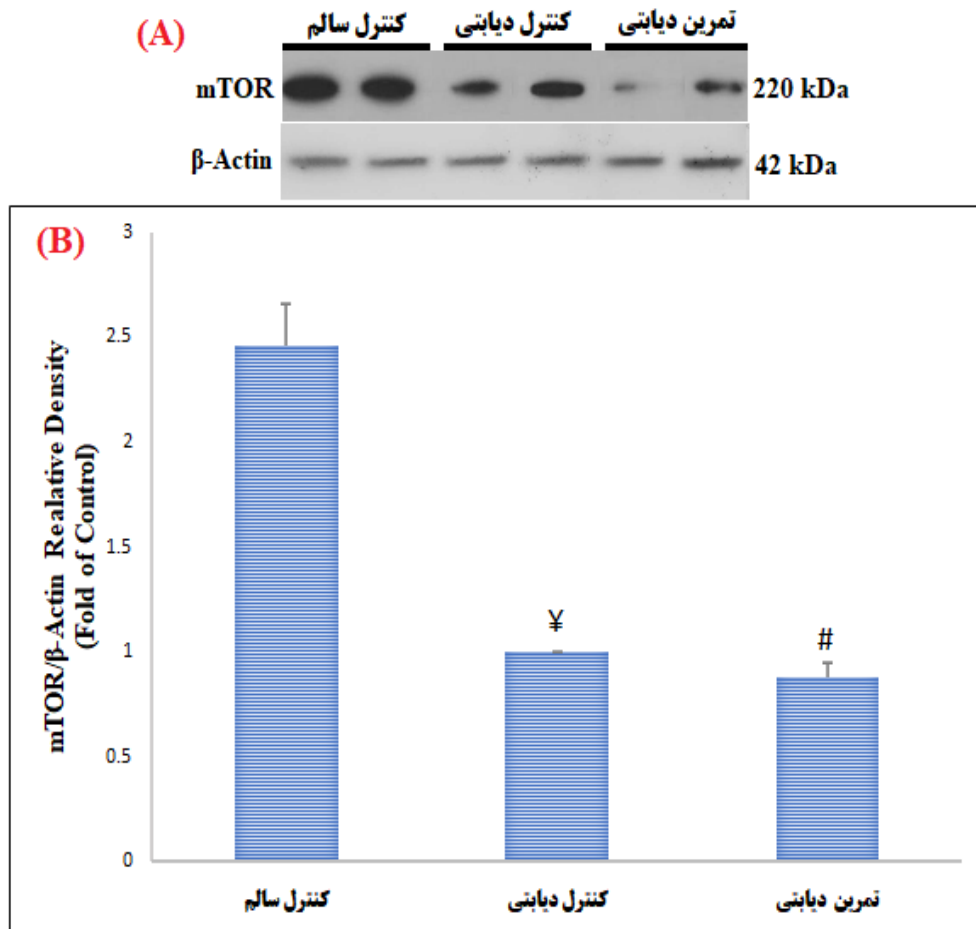 (A)
کنترل سالم کنترل دیابتی تمرین دیابتی
mTOR 220 kDa
β-Actin 42 kDa
(B)
mTOR/β-Actin Realative Density
(Fold of Control)
3
2.5
2
1.5
1
0.5
0
¥
#
کنترل سالم کنترل دیابتی تمرین دیابتی